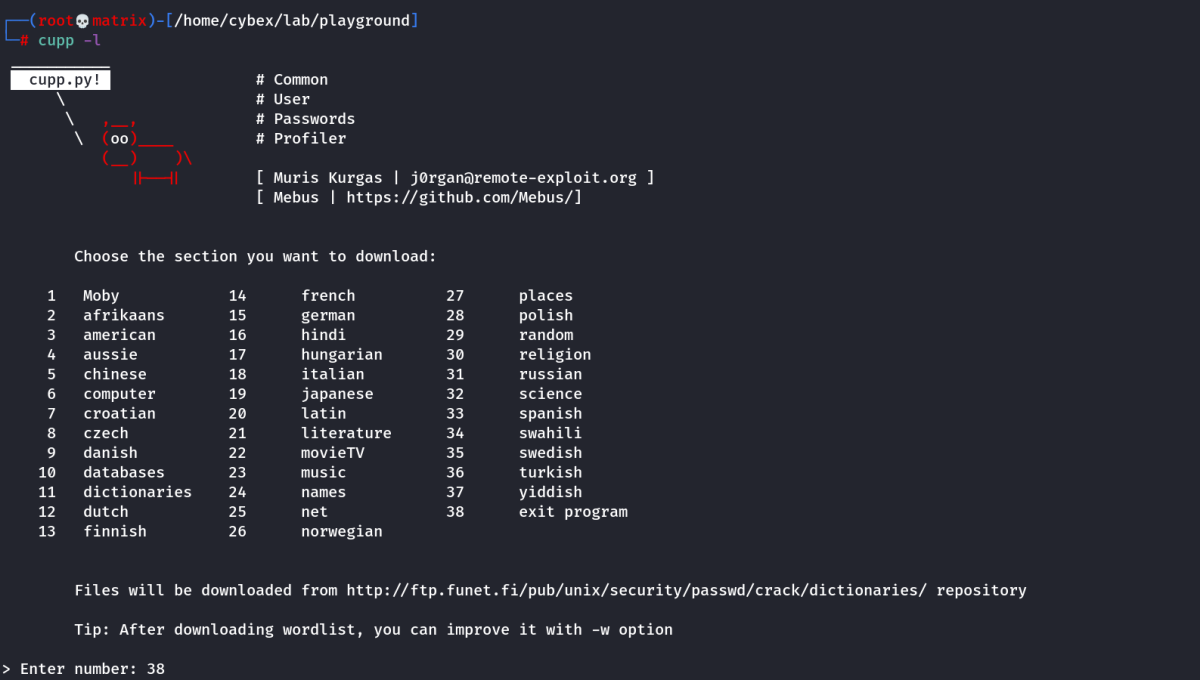 ┌──(root💀matrix)-[/home/cybex/lab/playground]
└─# cupp -l
 ___________
   cupp.py!                 # Common
      \                     # User
       \   ,__,             # Passwords
        \  (oo)____         # Profiler
           (__)    )\
              ||--||        [ Muris Kurgas | j0rgan@remote-exploit.org ]
                            [ Mebus | https://github.com/Mebus/]
        Choose the section you want to download:
     1   Moby            14      french          27      places
     2   afrikaans       15      german          28      polish
     3   american        16      hindi           29      random
     4   aussie          17      hungarian       30      religion
     5   chinese         18      italian         31      russian
     6   computer        19      japanese        32      science
     7   croatian        20      latin           33      spanish
     8   czech           21      literature      34      swahili
     9   danish          22      movieTV         35      swedish
    10   databases       23      music           36      turkish
    11   dictionaries    24      names           37      yiddish
    12   dutch           25      net             38      exit program
    13   finnish         26      norwegian
        Files will be downloaded from http://ftp.funet.fi/pub/unix/security/passwd/crack/dictionaries/ repository
        Tip: After downloading wordlist, you can improve it with -w option
> Enter number: 38